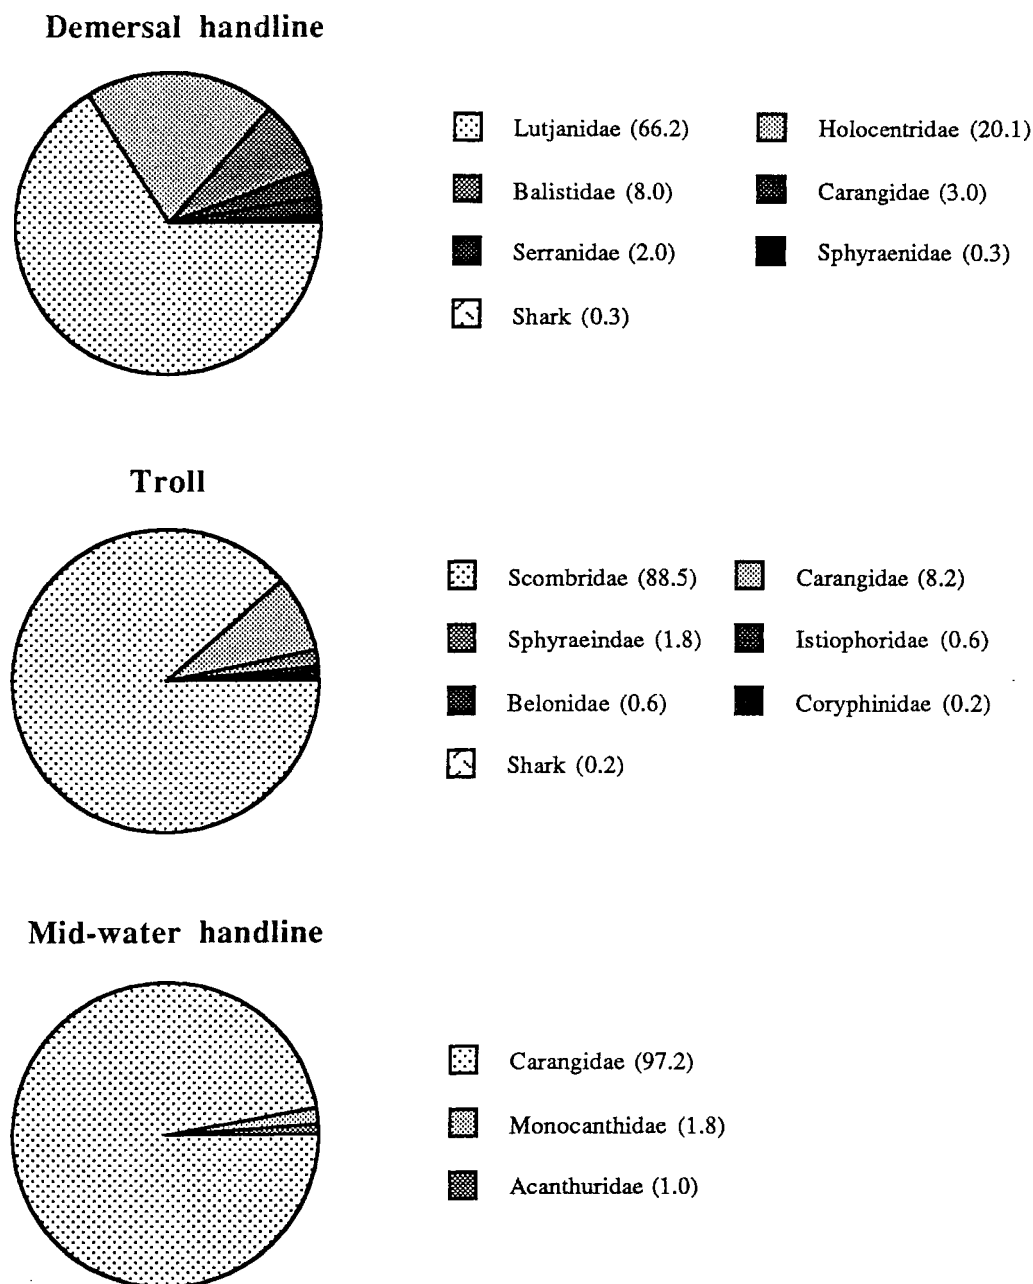 Demersal handline
Lutjanidae (66.2) Holocentridae (20.1)
Balistidae (8.0) Carangidae (3.0)
Serranidae (2.0) Sphyraenidae (0.3)
Shark (0.3)
Troll
Scombridae (88.5) Carangidae (8.2)
Sphyraeindae (1.8) Istiophoridae (0.6)
Belonidae (0.6) Coryphinidae (0.2)
Shark (0.2)
Mid-water handline
Carangidae (97.2)
Monocanthidae (1.8)
Acanthuridae (1.0)